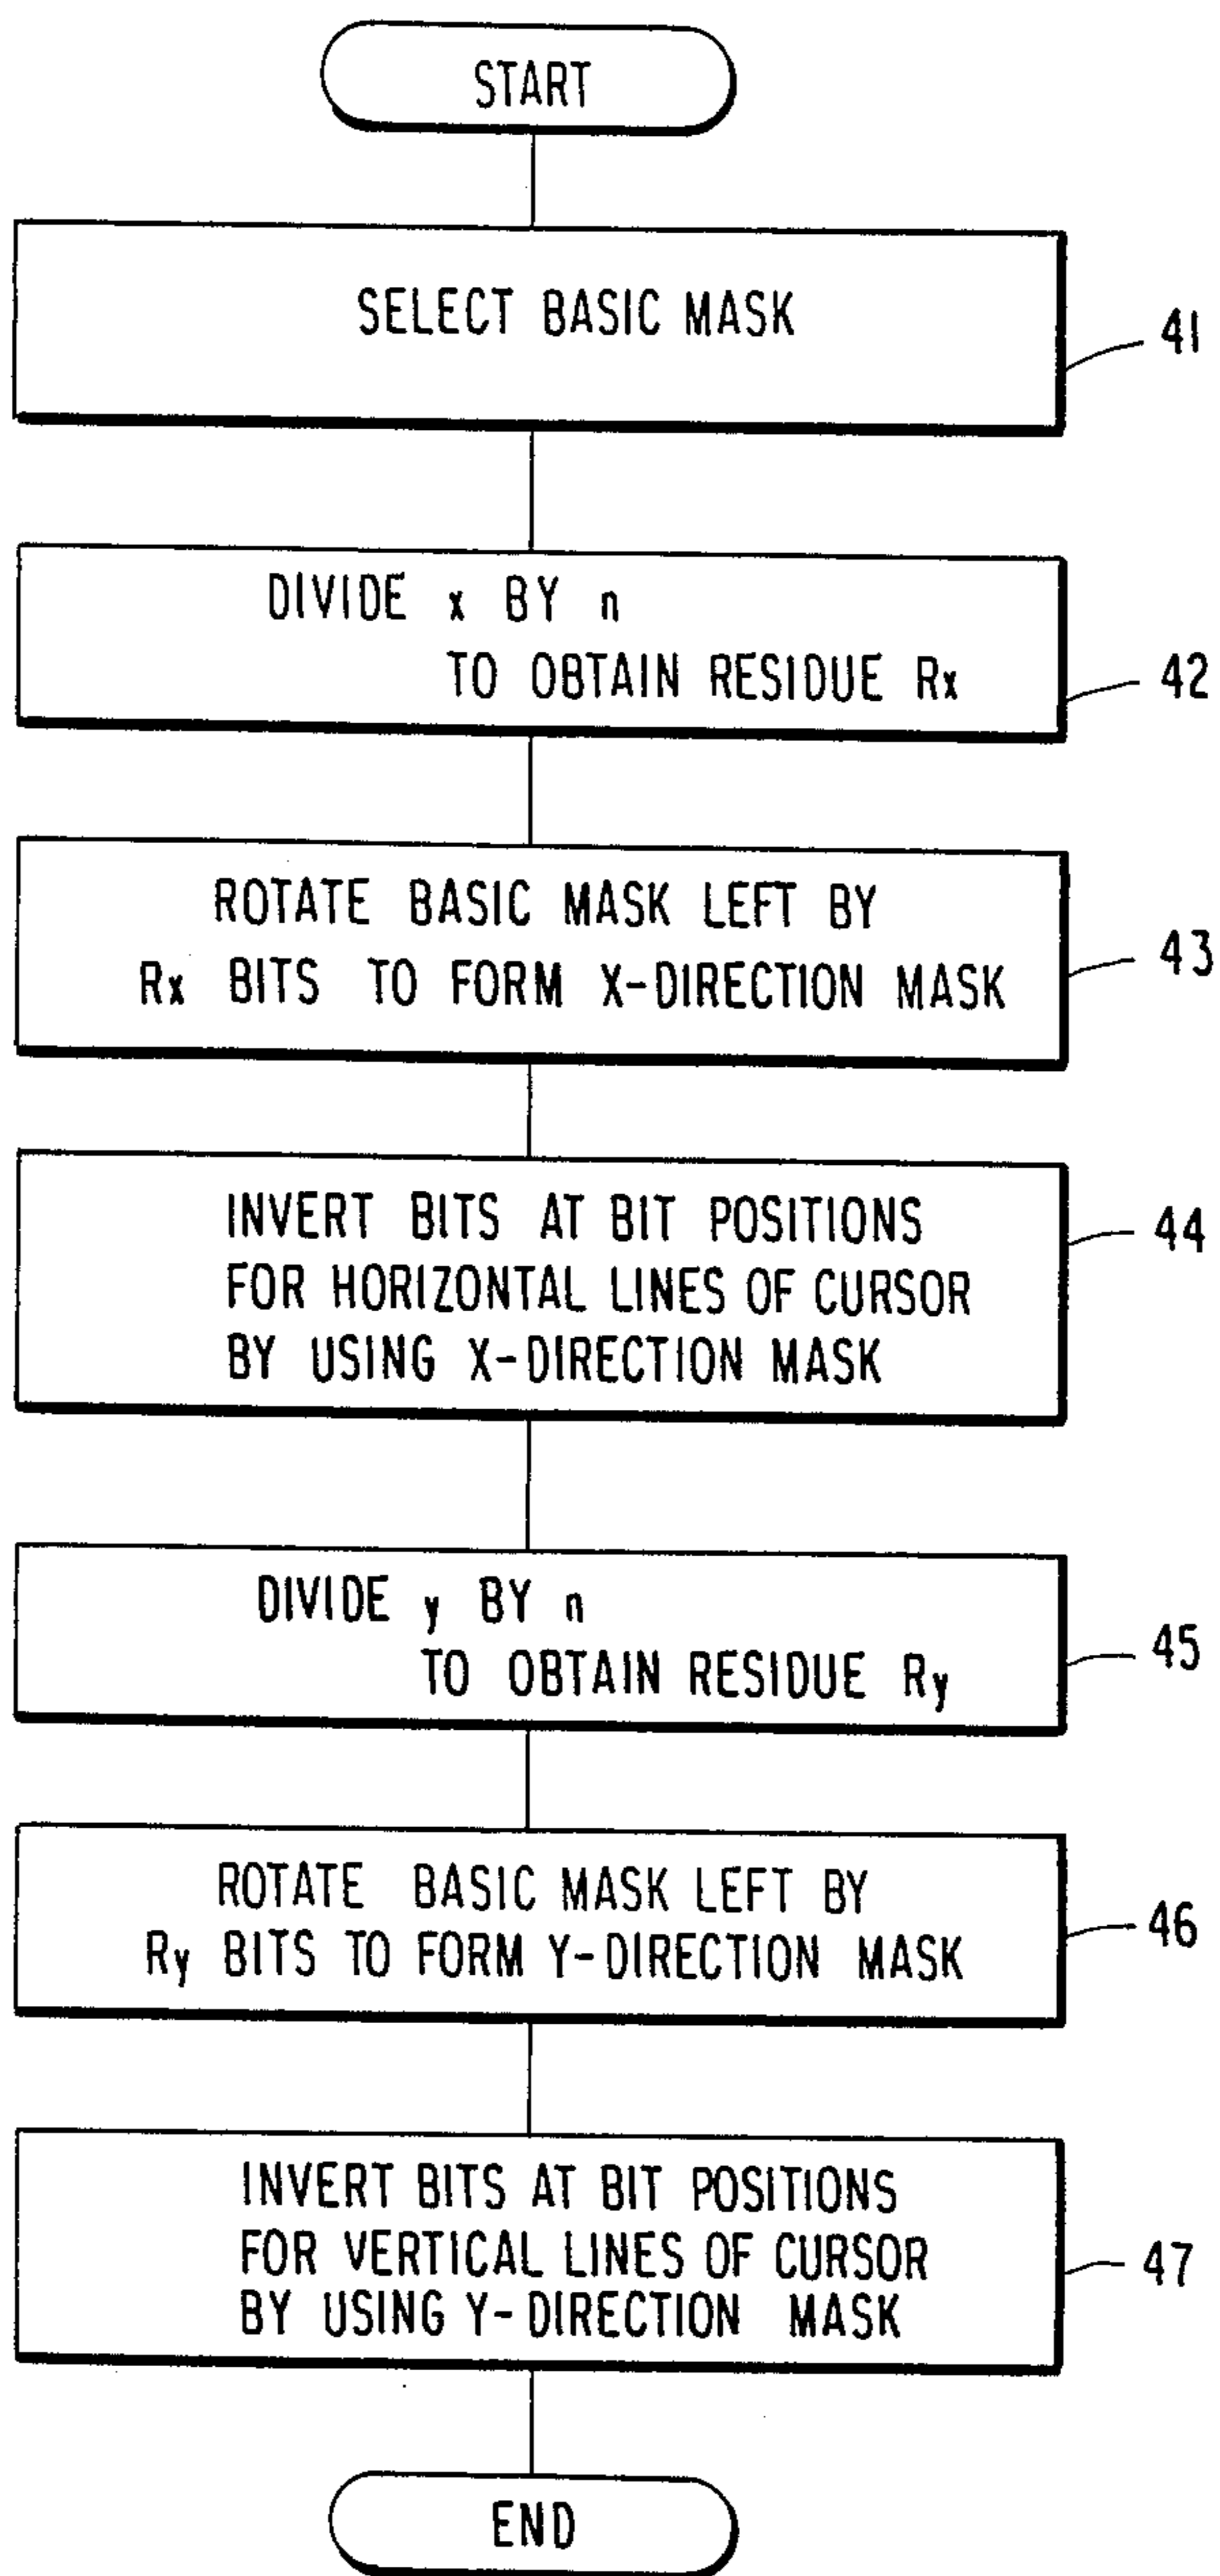 START
SELECT BASIC MASK
41
DIVIDE x BY n
TO OBTAIN RESIDUE Rx
42
ROTATE BASIC MASK LEFT BY
Rx BITS TO FORM X-DIRECTION MASK
43
INVERT BITS AT BIT POSITIONS
FOR HORIZONTAL LINES OF CURSOR
BY USING X-DIRECTION MASK
44
DIVIDE y BY n
TO OBTAIN RESIDUE Ry
45
ROTATE BASIC MASK LEFT BY
Ry BITS TO FORM Y-DIRECTION MASK
46
INVERT BITS AT BIT POSITIONS
FOR VERTICAL LINES OF CURSOR
BY USING Y-DIRECTION MASK
47
END